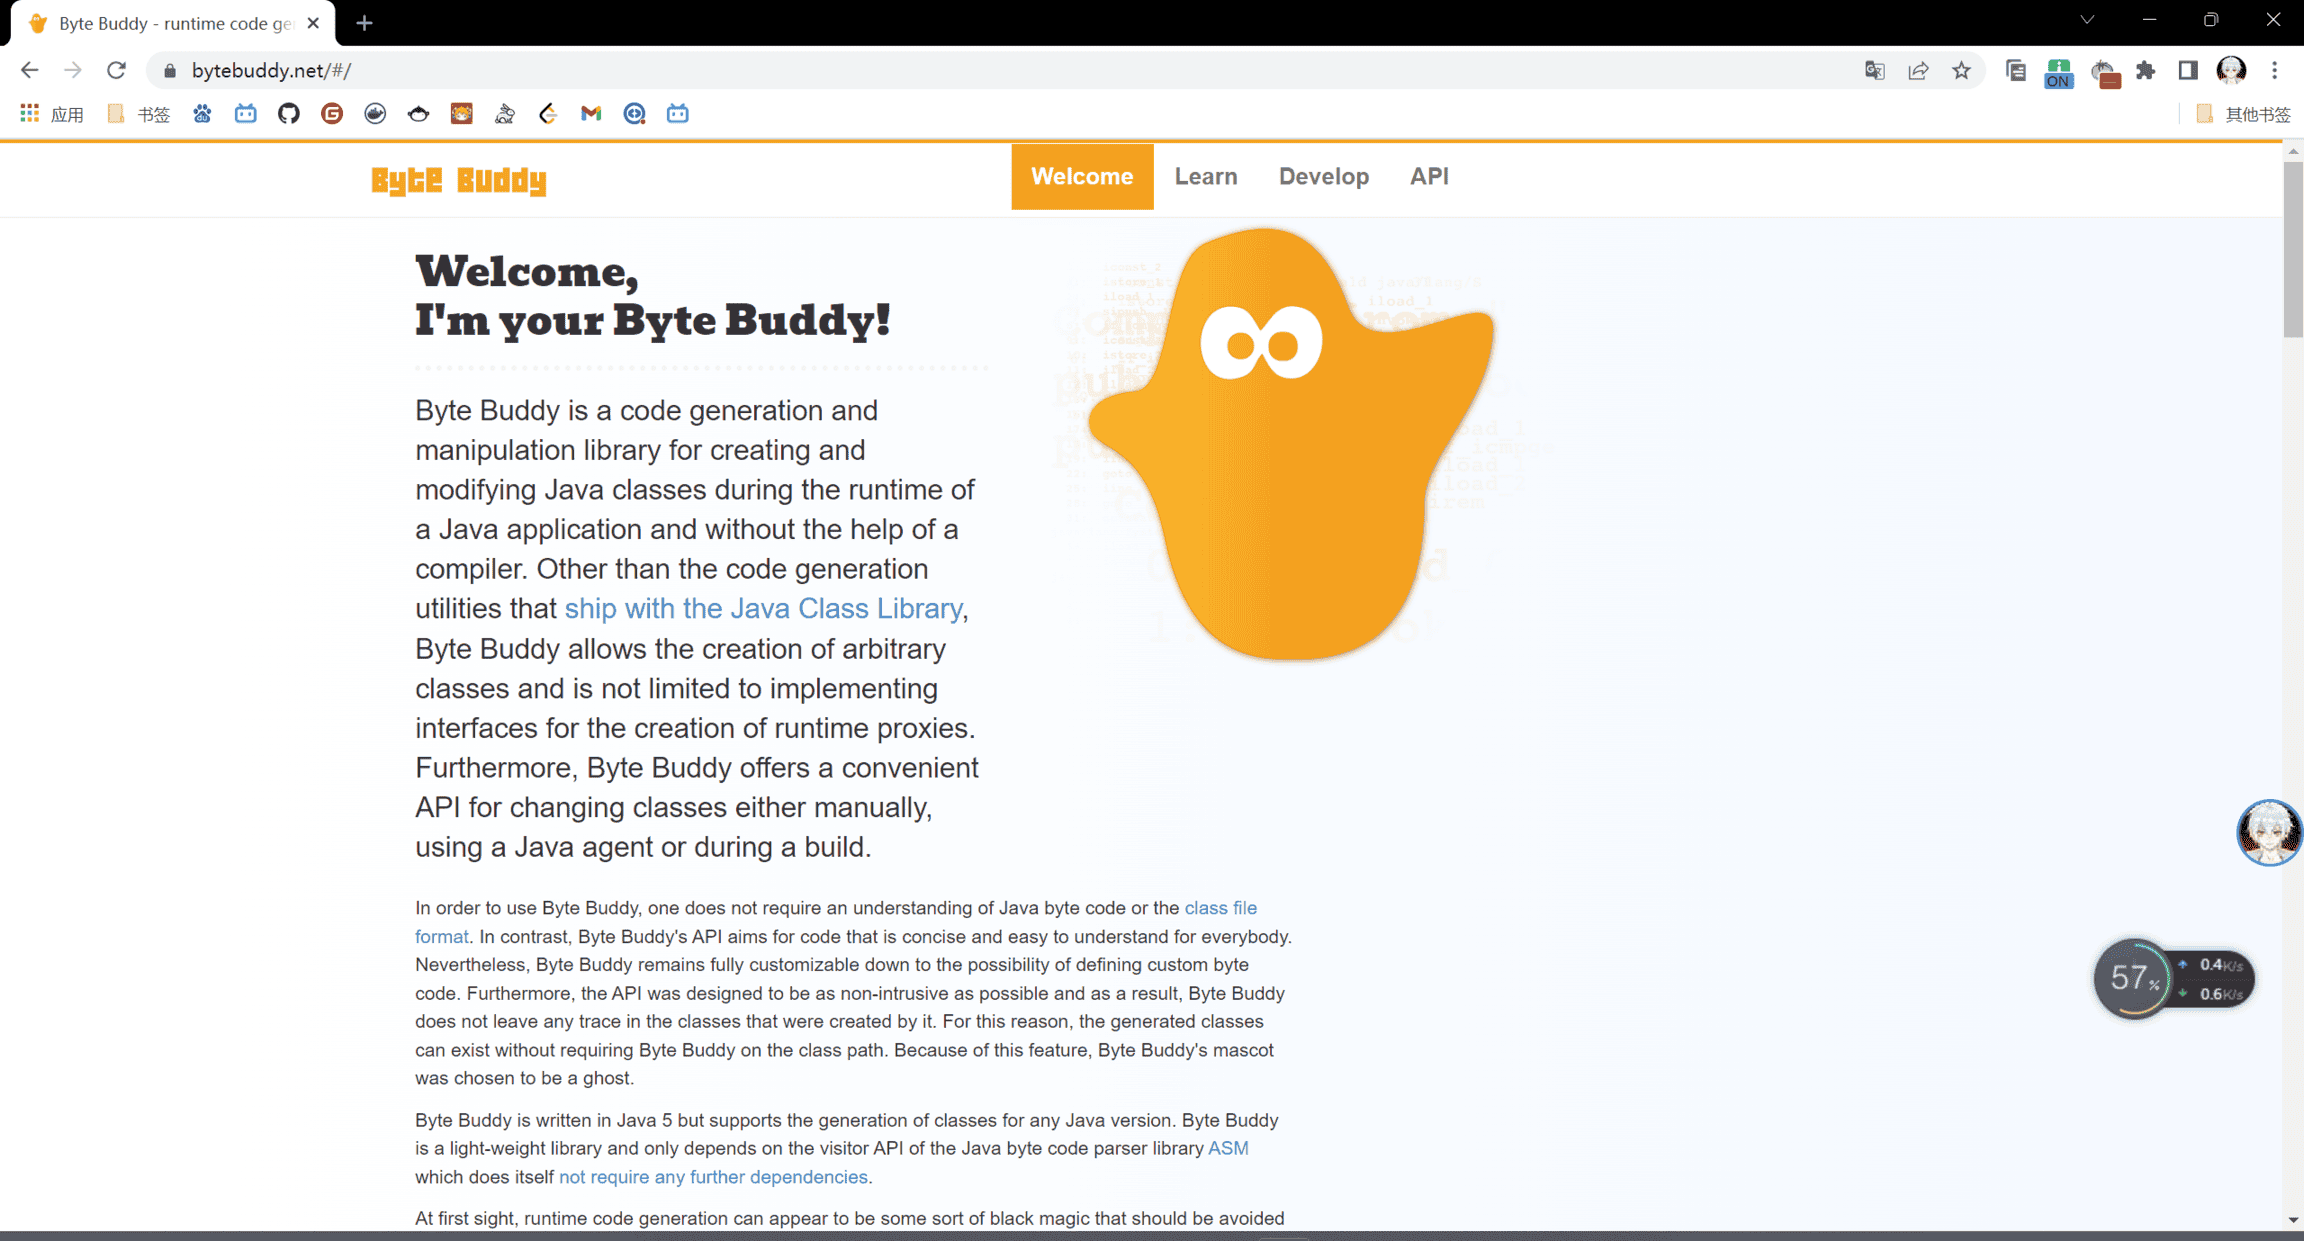 Byte Buddy - runtime code ge
bytebuddy.net/#/
ON
应用
书签
其他书签
Byte Buddy
Welcome
Learn
Develop
API
Welcome,
I'm your Byte Buddy!
Byte Buddy is a code generation and
manipulation library for creating and
modifying Java classes during the runtime of
a Java application and without the help of a
compiler. Other than the code generation
utilities that ship with the Java Class Library,
Byte Buddy allows the creation of arbitrary
classes and is not limited to implementing
interfaces for the creation of runtime proxies.
Furthermore, Byte Buddy offers a convenient
API for changing classes either manually,
using a Java agent or during a build.
In order to use Byte Buddy, one does not require an understanding of Java byte code or the class file
format. In contrast, Byte Buddy's API aims for code that is concise and easy to understand for everybody.
Nevertheless, Byte Buddy remains fully customizable down to the possibility of defining custom byte
code. Furthermore, the API was designed to be as non-intrusive as possible and as a result, Byte Buddy
does not leave any trace in the classes that were created by it. For this reason, the generated classes
can exist without requiring Byte Buddy on the class path. Because of this feature, Byte Buddy's mascot
was chosen to be a ghost.
Byte Buddy is written in Java 5 but supports the generation of classes for any Java version. Byte Buddy
is a light-weight library and only depends on the visitor API of the Java byte code parser library ASM
which does itself not require any further dependencies.
At first sight, runtime code generation can appear to be some sort of black magic that should be avoided
57%
0.4K/s
0.6K/s